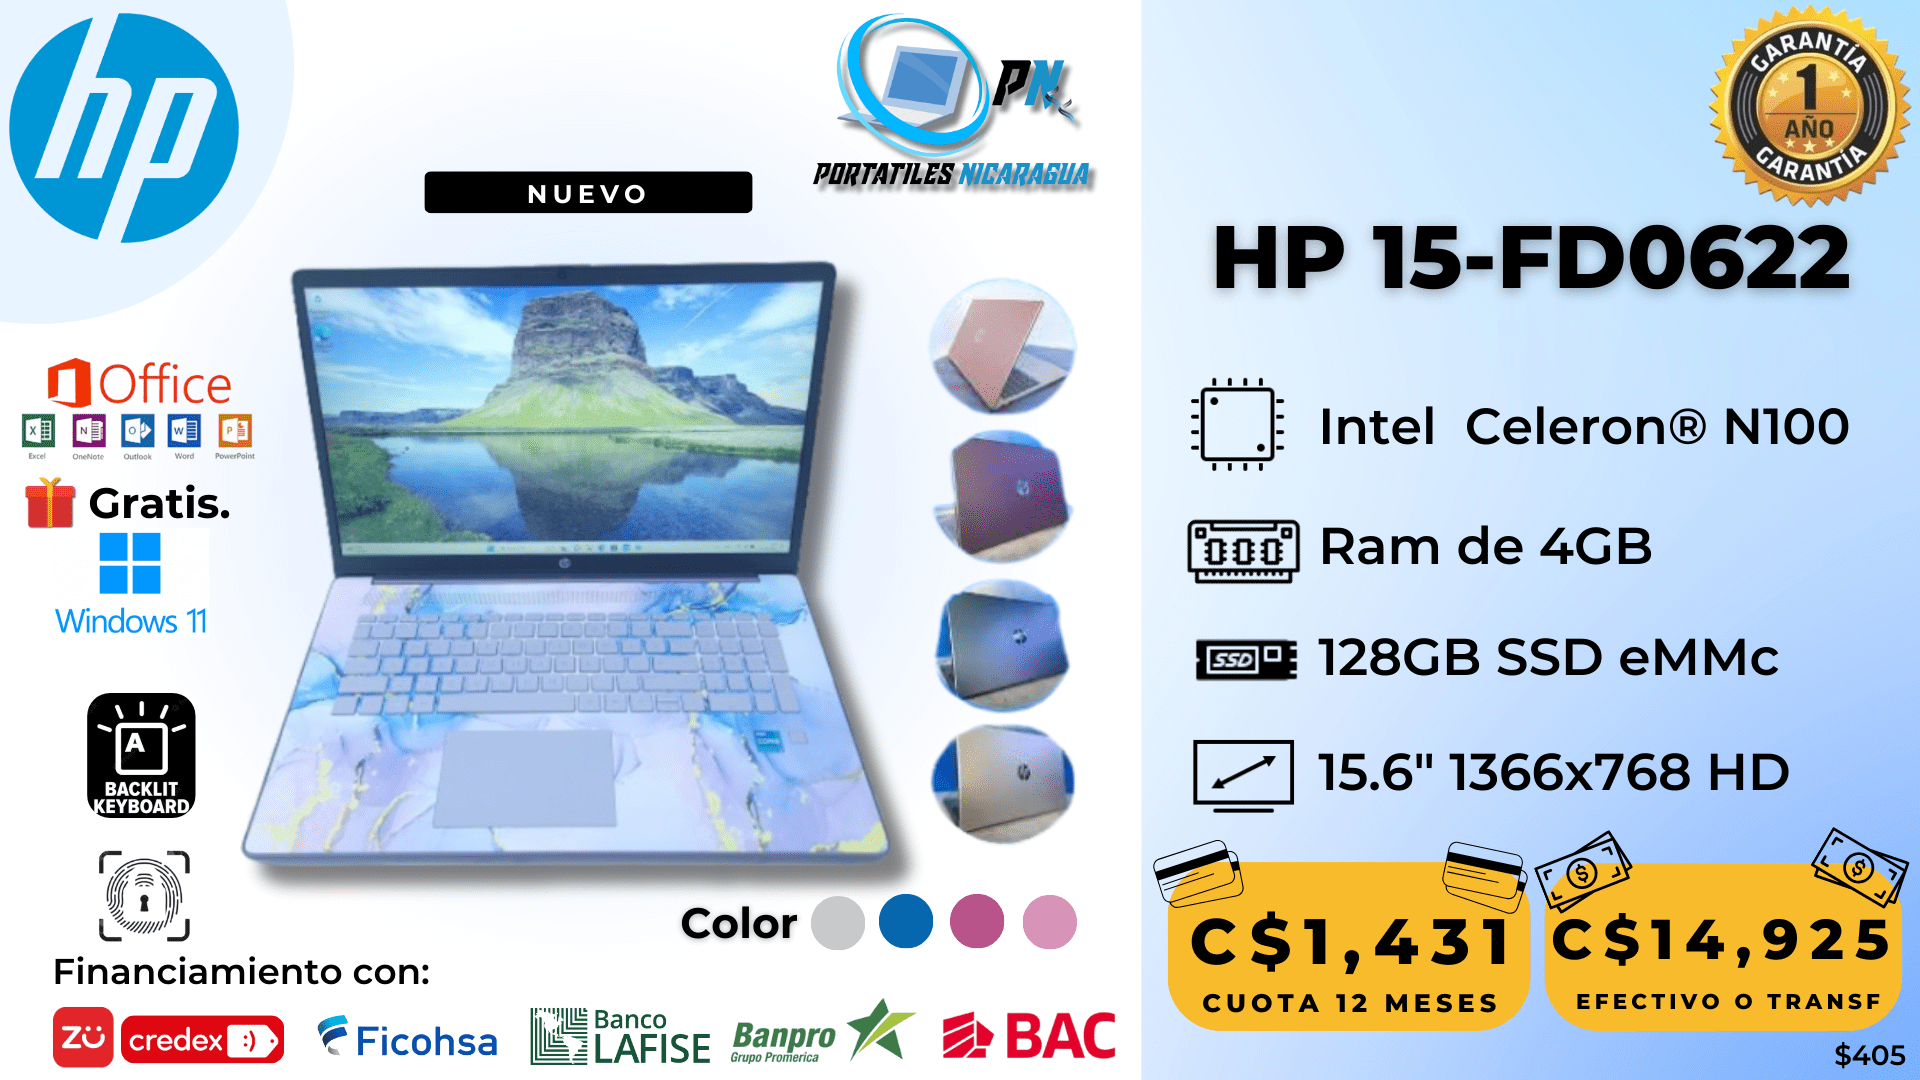 hp
PN
PORTATILES NICARAGUA
NUEVO
Office
Excel
OneNote
Outlook
Word
PowerPoint
Gratis.
Windows 11
A
BACKLIT
KEYBOARD
Color
Financiamiento con:
zü
credex :)
Ficohsa
Banco
LAFISE
Banpro
Grupo Promerica
BAC
GARANTÍA
1
AÑO
GARANTÍA
HP 15-FD0622
Intel Celeron® N100
Ram de 4GB
SSD
128GB SSD eMMc
15.6" 1366x768 HD
C$1,431
CUOTA 12 MESES
C$14,925
EFECTIVO O TRANSF
$405